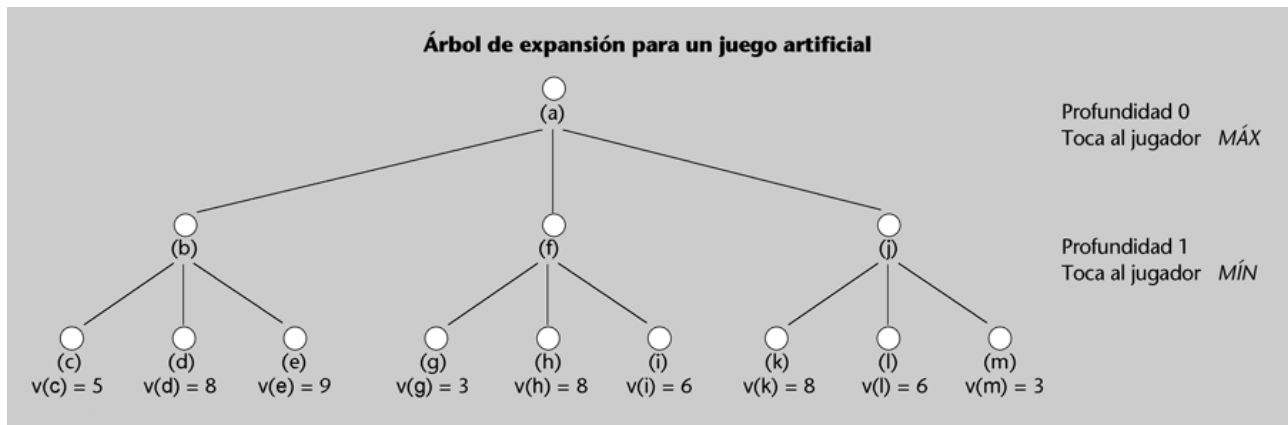 Árbol de expansión para un juego artificial
(a)
Profundidad 0
Toca al jugador MÁX
(b) (f) (j)
Profundidad 1
Toca al jugador MÍN
(c) (d) (e) (g) (h) (i) (k) (l) (m)
v(c) = 5 v(d) = 8 v(e) = 9 v(g) = 3 v(h) = 8 v(i) = 6 v(k) = 8 v(l) = 6 v(m) = 3